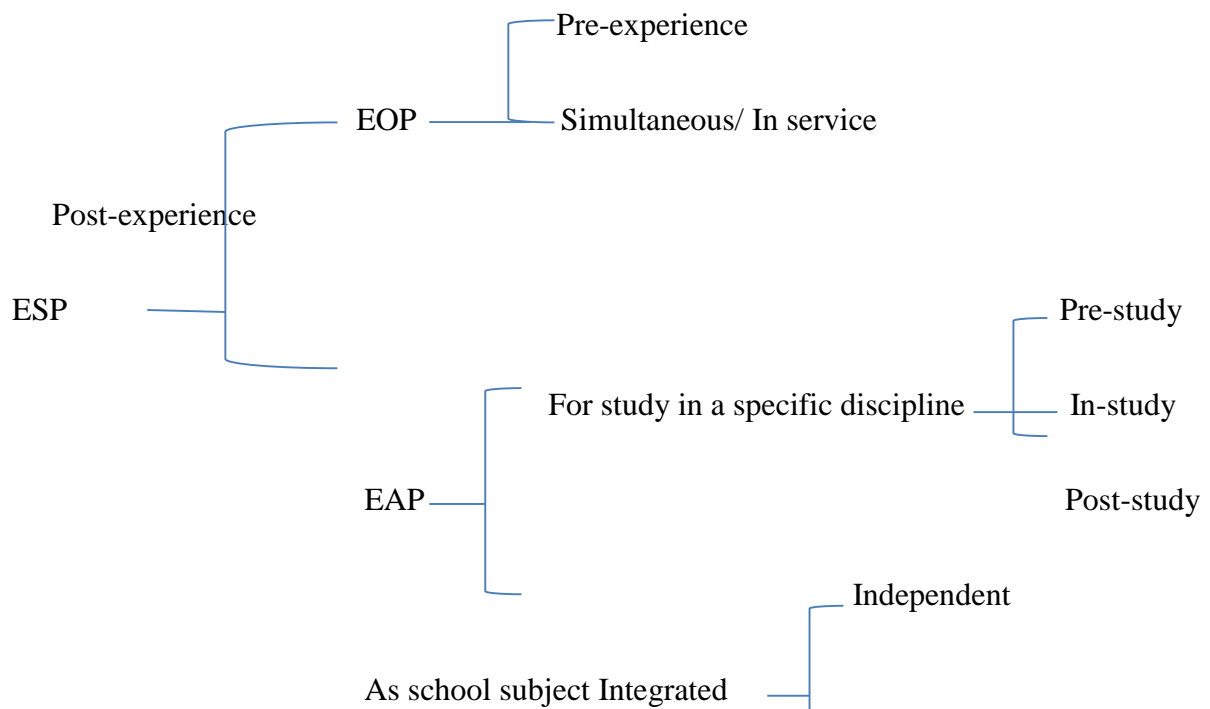 Pre-experience
EOP Simultaneous/ In service
Post-experience
ESP Pre-study
For study in a specific discipline In-study
EAP Post-study
Independent
As school subject Integrated